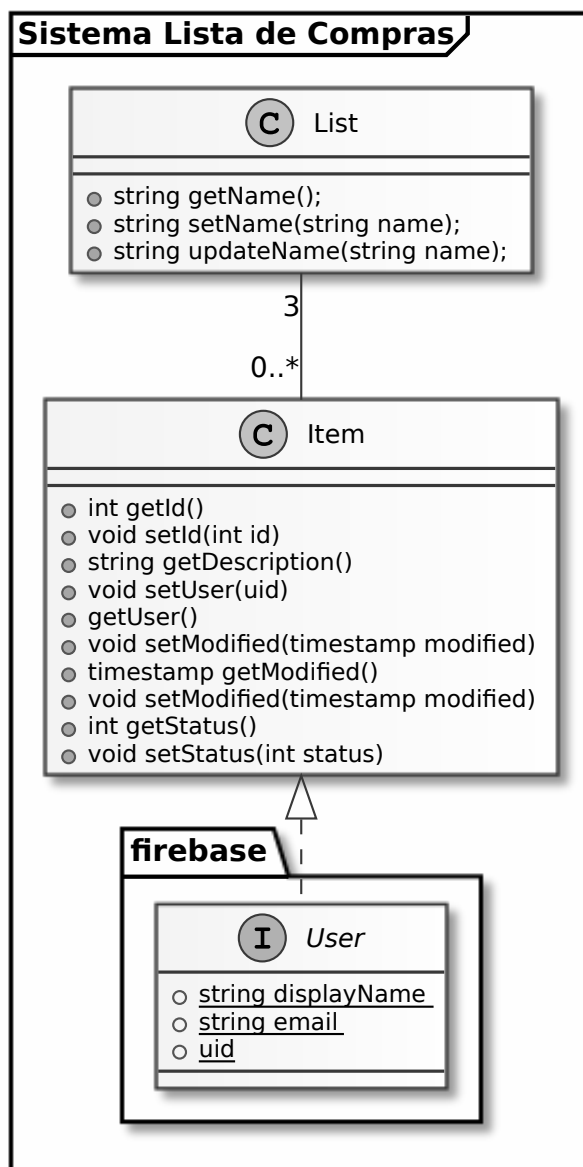 Sistema Lista de Compras
C List
string getName();
string setName(string name);
string updateName(string name);
3
0..*
C Item
int getId()
void setId(int id)
string getDescription()
void setUser(uid)
getUser()
void setModified(timestamp modified)
timestamp getModified()
void setModified(timestamp modified)
int getStatus()
void setStatus(int status)
firebase
I User
string displayName
string email
uid